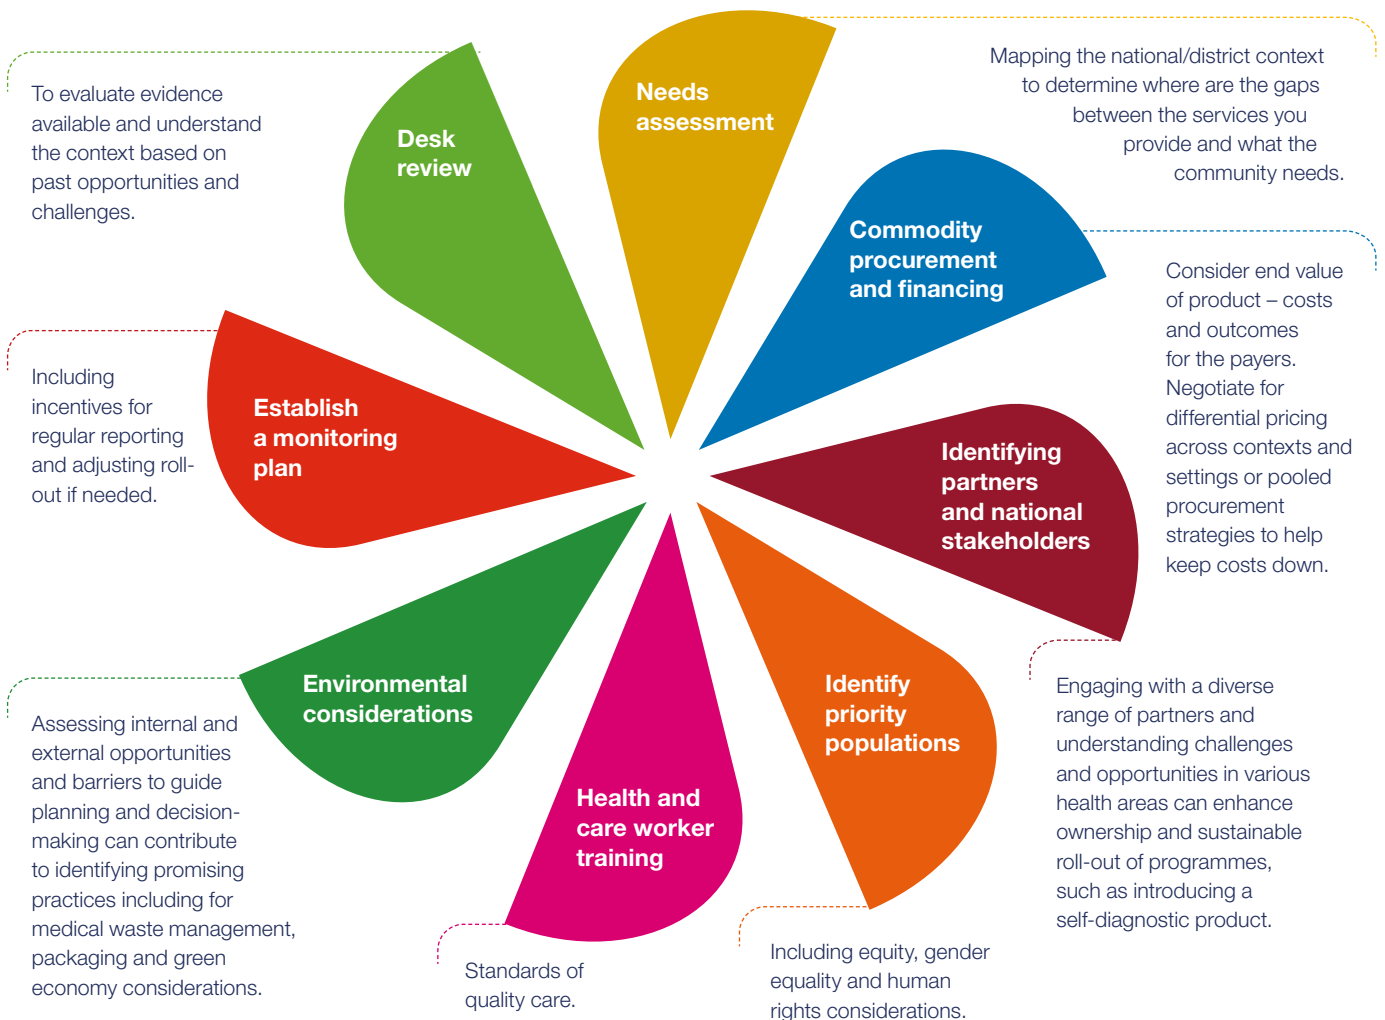 To evaluate evidence
available and understand
the context based on
past opportunities and
challenges.
Desk
review
Needs
assessment
Mapping the national/district context
to determine where are the gaps
between the services you
provide and what the
community needs.
Commodity
procurement
and financing
Consider end value
of product – costs
and outcomes
for the payers.
Negotiate for
differential pricing
across contexts and
settings or pooled
procurement
strategies to help
keep costs down.
Including
incentives for
regular reporting
and adjusting roll-
out if needed.
Establish
a monitoring
plan
Identifying
partners
and national
stakeholders
Engaging with a diverse
range of partners and
understanding challenges
and opportunities in various
health areas can enhance
ownership and sustainable
roll-out of programmes,
such as introducing a
self-diagnostic product.
Environmental
considerations
Assessing internal and
external opportunities
and barriers to guide
planning and decision-
making can contribute
to identifying promising
practices including for
medical waste management,
packaging and green
economy considerations.
Health and
care worker
training
Standards of
quality care.
Identify
priority
populations
Including equity, gender
equality and human
rights considerations.